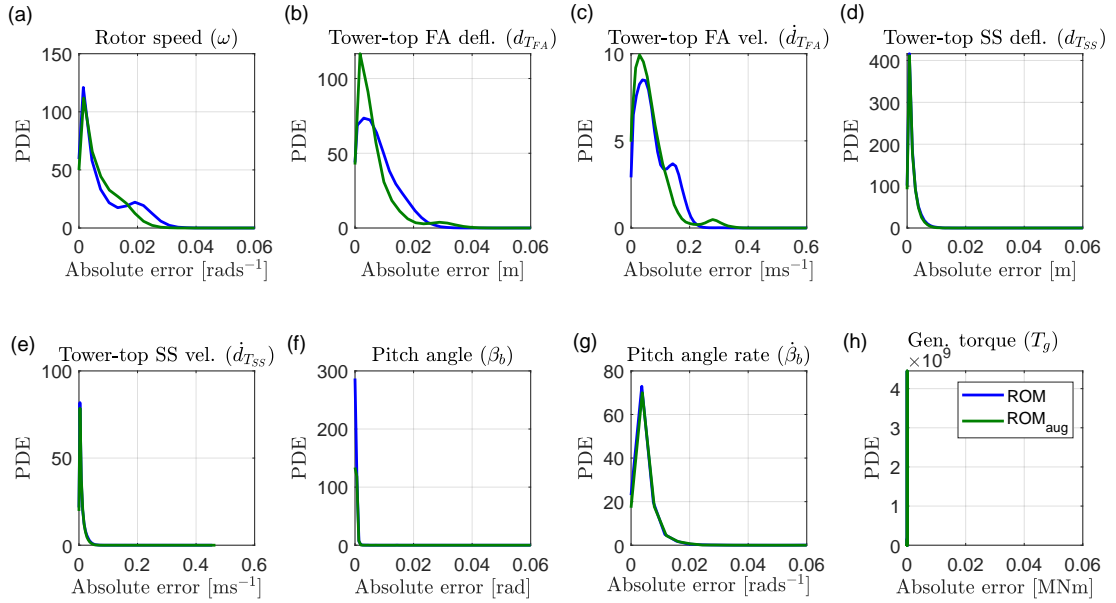 (a)
Rotor speed (ω)
150
100
50
0
PDE
0 0.02 0.04 0.06
Absolute error [rads⁻¹]
(b)
Tower-top FA defl. (d_{T_{FA}})
100
50
0
PDE
0 0.02 0.04 0.06
Absolute error [m]
(c)
Tower-top FA vel. (ḋ_{T_{FA}})
10
5
0
PDE
0 0.2 0.4 0.6
Absolute error [ms⁻¹]
(d)
Tower-top SS defl. (d_{T_{SS}})
400
300
200
100
0
PDE
0 0.02 0.04 0.06
Absolute error [m]
(e)
Tower-top SS vel. (ḋ_{T_{SS}})
100
50
0
PDE
0 0.2 0.4 0.6
Absolute error [ms⁻¹]
(f)
Pitch angle (β_b)
300
200
100
0
PDE
0 0.02 0.04 0.06
Absolute error [rad]
(g)
Pitch angle rate (β̇_b)
80
60
40
20
0
PDE
0 0.02 0.04 0.06
Absolute error [rads⁻¹]
(h)
Gen. torque (T_g)
×10⁹
4
3
2
1
0
PDE
ROM
ROM_{aug}
0 0.02 0.04 0.06
Absolute error [MNm]